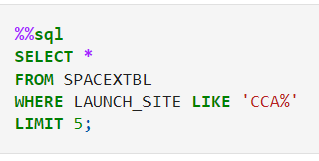 %%sql
SELECT *
FROM SPACEXTBL
WHERE LAUNCH_SITE LIKE 'CCA%'
LIMIT 5;